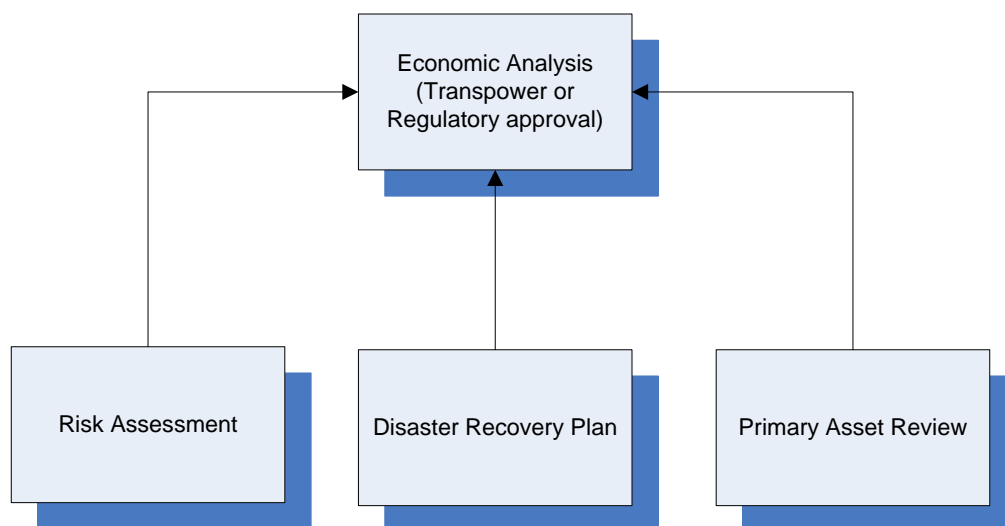 Economic Analysis
(Transpower or
Regulatory approval)
Risk Assessment
Disaster Recovery Plan
Primary Asset Review